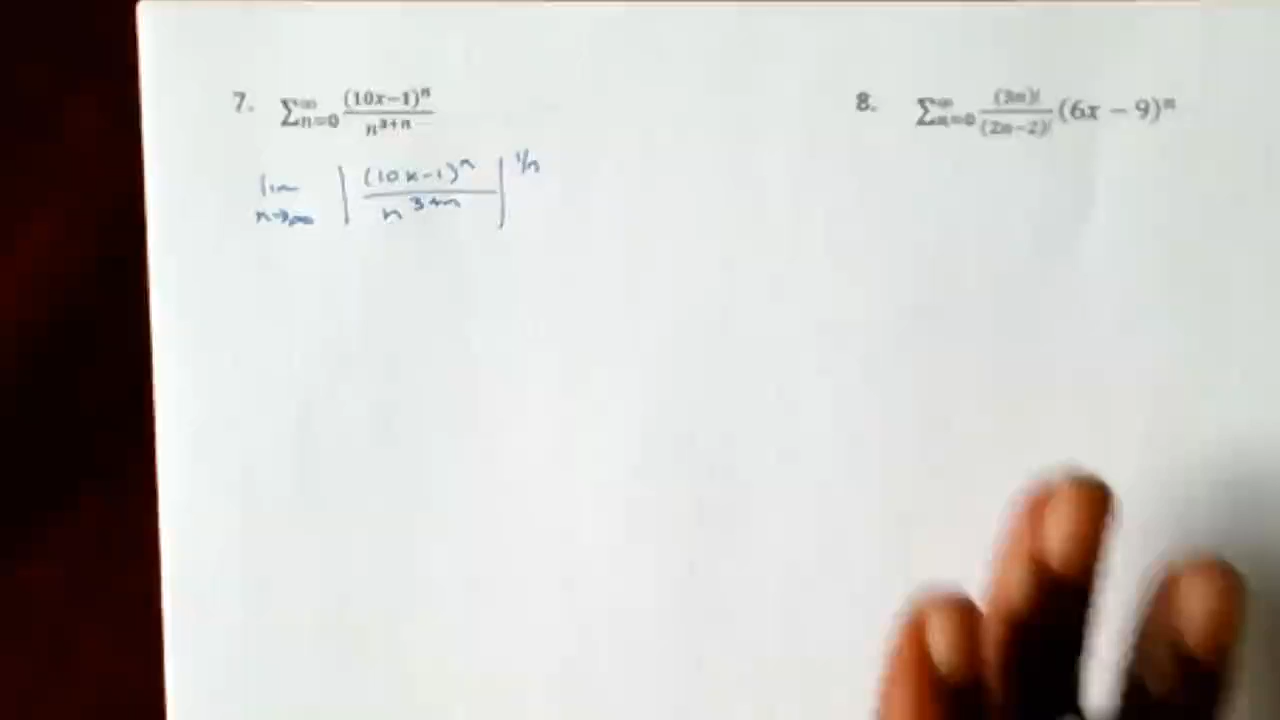 7. \sum_{n=0}^{\infty} \frac{(10x-1)^n}{n^{3+n}}
8. \sum_{n=0}^{\infty} \frac{(3n)!}{(2n-2)!} (6x-9)^n
\lim_{n \to \infty} \left| \frac{(10x-1)^n}{n^{3+n}} \right|^{1/n}